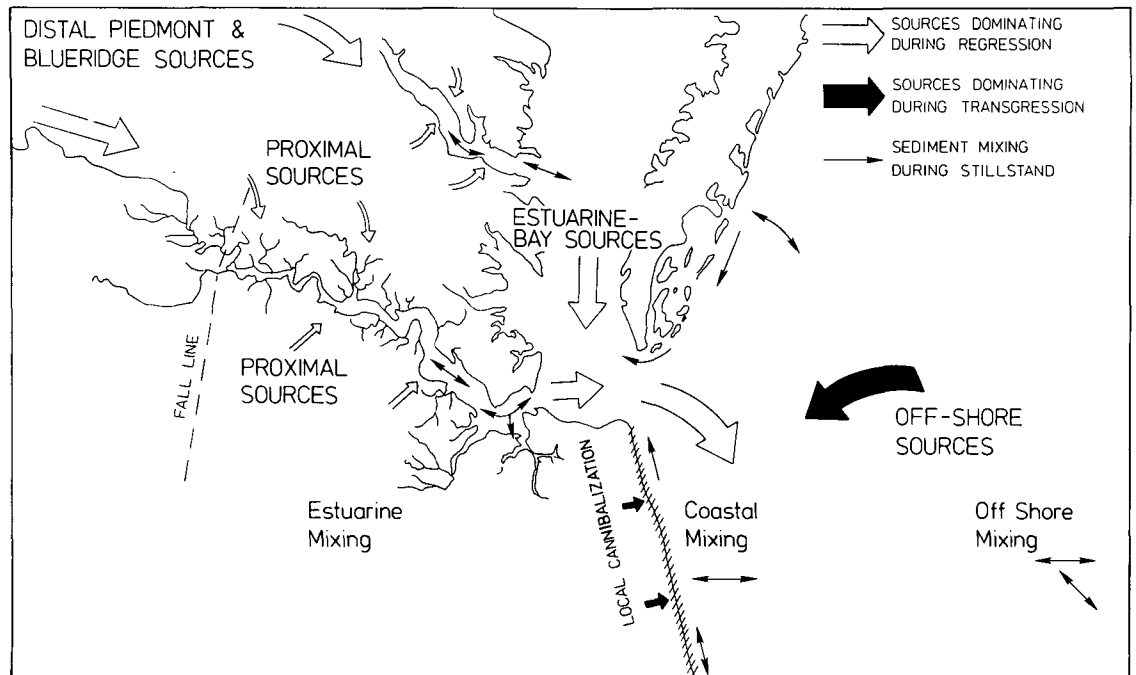 DISTAL PIEDMONT &
BLUERIDGE SOURCES
SOURCES DOMINATING
DURING REGRESSION
SOURCES DOMINATING
DURING TRANSGRESSION
SEDIMENT MIXING
DURING STILLSTAND
PROXIMAL
SOURCES
ESTUARINE-
BAY SOURCES
FALL LINE
PROXIMAL
SOURCES
OFF-SHORE
SOURCES
LOCAL CANNIBALIZATION
Estuarine
Mixing
Coastal
Mixing
Off Shore
Mixing